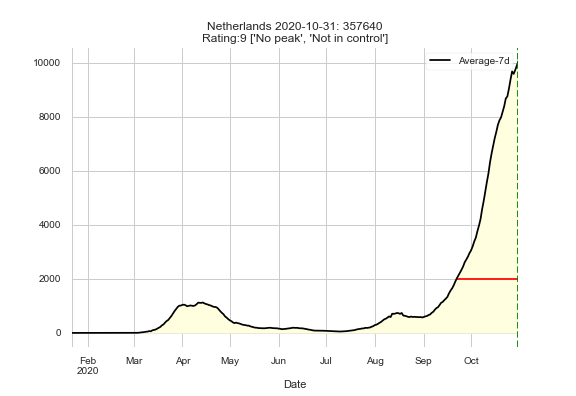 Netherlands 2020-10-31: 357640
Rating:9 ['No peak', 'Not in control']
Average-7d
10000
8000
6000
4000
2000
0
Feb Mar Apr May Jun Jul Aug Sep Oct
2020
Date